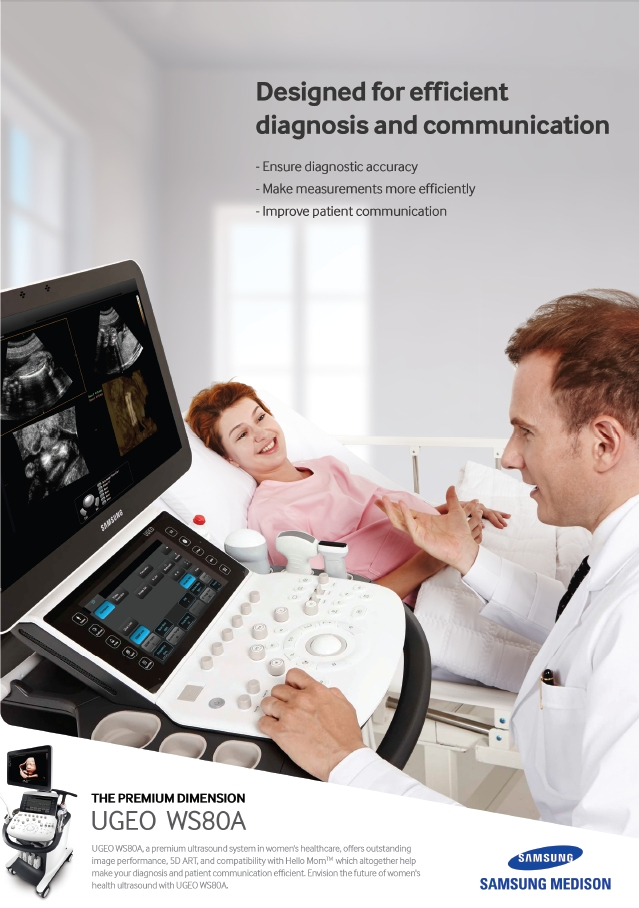 Designed for efficient
diagnosis and communication
- Ensure diagnostic accuracy
- Make measurements more efficiently
- Improve patient communication
SAMSUNG
UGEO
THE PREMIUM DIMENSION
UGEO WS80A
UGEO WS80A, a premium ultrasound system in women's healthcare, offers outstanding
image performance, 5D ART, and compatibility with Hello Mom™ which altogether help
make your diagnosis and patient communication efficient. Envision the future of women's
health ultrasound with UGEO WS80A.
SAMSUNG
SAMSUNG MEDISON